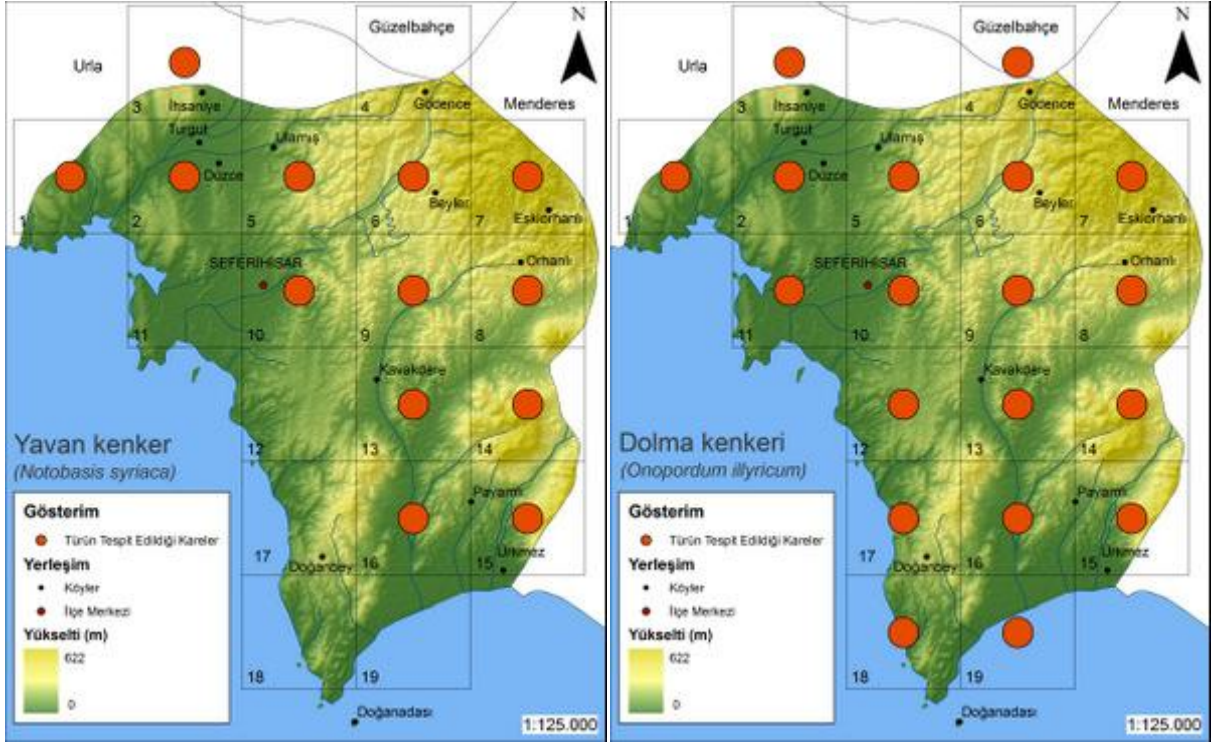 N
Güzelbahçe
Urla
İhsaniye
3
4
Gödence
Menderes
Turgut
Ulamış
Düzce
Beyler
Eskiorhanlı
1
2
5
6
7
SEFERİHİSAR
Orhanlı
11
10
9
8
Kavakdere
Yavan kenker
(Notobasis syriaca)
12
13
14
Gösterim
Türün Tespit Edildiği Kareler
Yerleşim
Köyler
İlçe Merkezi
Yükselti (m)
622
0
Payamlı
Ürkmez
17
Doğanbey
16
15
18
19
Doğanadası
1:125.000
N
Güzelbahçe
Urla
İhsaniye
3
4
Gödence
Menderes
Turgut
Ulamış
Düzce
Beyler
Eskiorhanlı
1
2
5
6
7
SEFERİHİSAR
Orhanlı
11
10
9
8
Kavakdere
Dolma kenkeri
(Onopordum illyricum)
12
13
14
Gösterim
Türün Tespit Edildiği Kareler
Yerleşim
Köyler
İlçe Merkezi
Yükselti (m)
622
0
Payamlı
Ürkmez
17
Doğanbey
16
15
18
19
Doğanadası
1:125.000